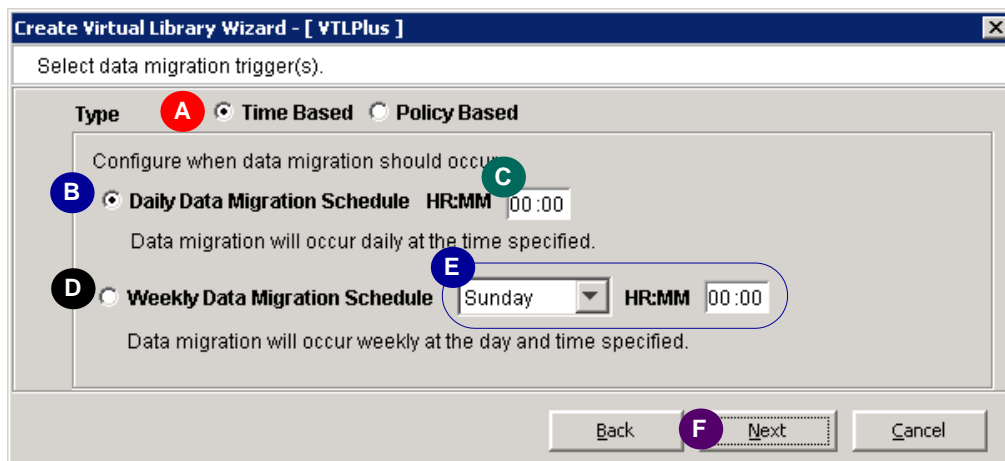 Create Virtual Library Wizard - [ VTLPlus ]
Select data migration trigger(s).
Type A Time Based Policy Based
Configure when data migration should occur.
B Daily Data Migration Schedule HR:MM C 00:00
Data migration will occur daily at the time specified.
D Weekly Data Migration Schedule E Sunday HR:MM 00:00
Data migration will occur weekly at the day and time specified.
Back F Next Cancel